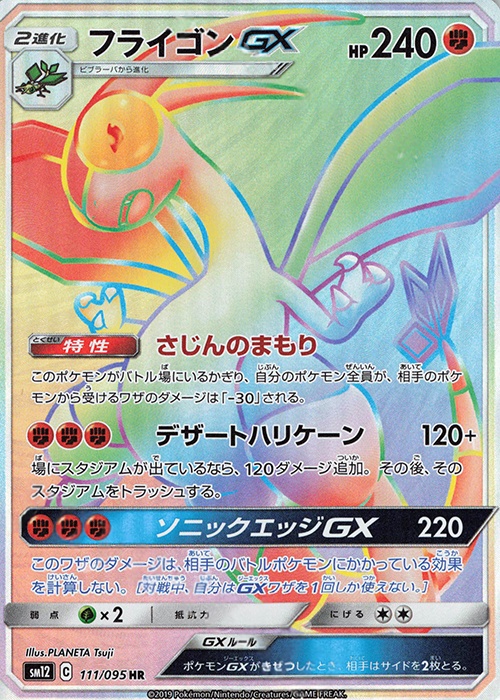 2進化 フライゴンGX HP240
ビブラーバから進化
とくせい
特性 さじんのまもり
このポケモンがバトル場にいるかぎり、自分のポケモン全員が、相手のポケ
モンから受けるワザのダメージは「-30」される。
デザートハリケーン 120+
場にスタジアムが出ているなら、120ダメージ追加。その後、その
スタジアムをトラッシュする。
ソニックエッジGX 220
このワザのダメージは、相手のバトルポケモンにかかっている効果
を計算しない。[対戦中、自分はGXワザを1回しか使えない。]
弱点 ×2 抵抗力 にげる
Illus.PLANETA Tsuji
GXルール
ポケモンGXがきぜつしたとき、相手はサイドを2枚とる。
SM12 C 111/095 HR
©2019 Pokémon/Nintendo/Creatures/GAME FREAK.